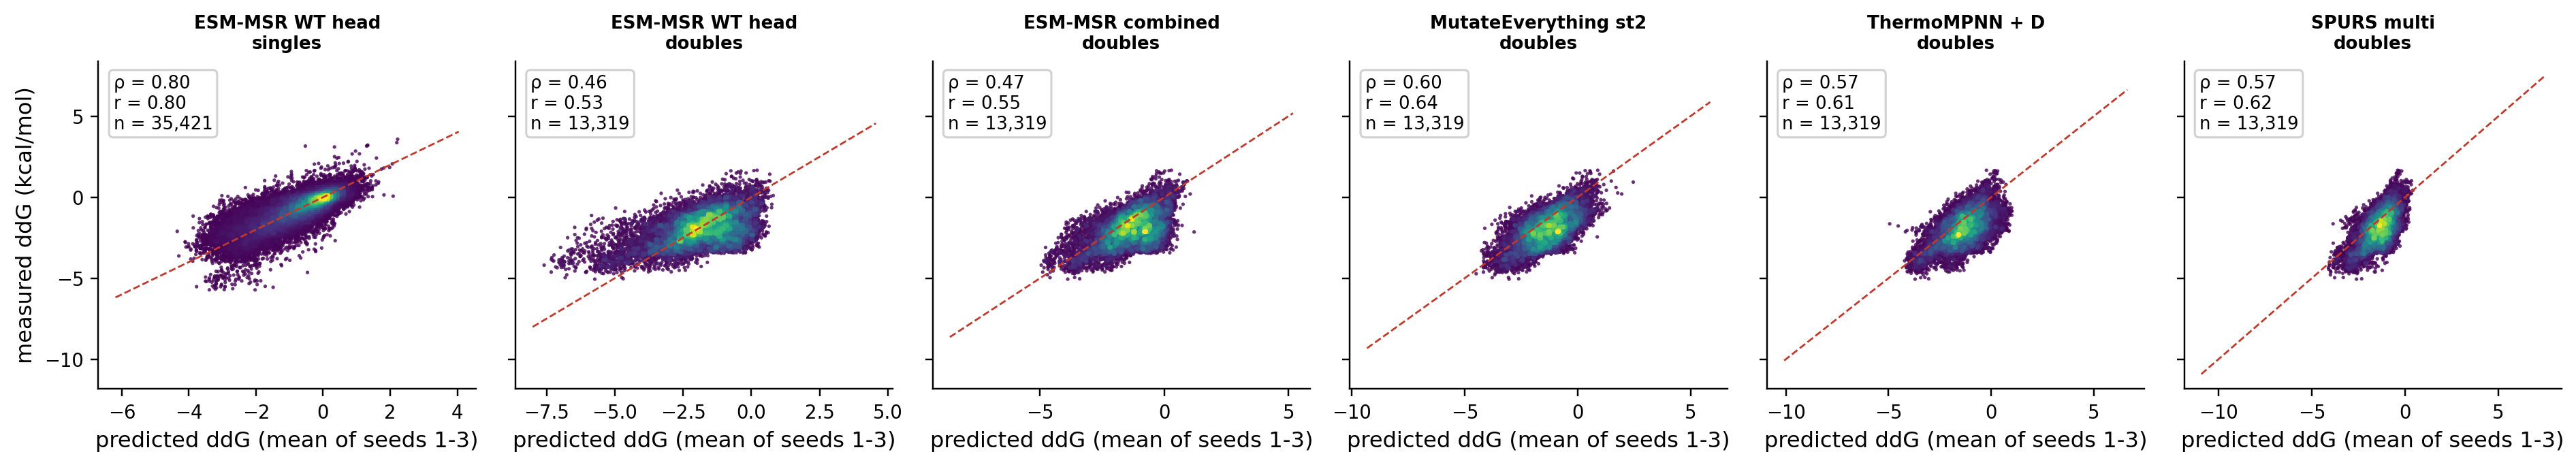 ESM-MSR WT head
singles
ρ = 0.80
r = 0.80
n = 35,421
measured ddG (kcal/mol)
5
0
−5
−10
−6 −4 −2 0 2 4
predicted ddG (mean of seeds 1-3)
ESM-MSR WT head
doubles
ρ = 0.46
r = 0.53
n = 13,319
−7.5 −5.0 −2.5 0.0 2.5 5.0
predicted ddG (mean of seeds 1-3)
ESM-MSR combined
doubles
ρ = 0.47
r = 0.55
n = 13,319
−5 0 5
predicted ddG (mean of seeds 1-3)
MutateEverything st2
doubles
ρ = 0.60
r = 0.64
n = 13,319
−10 −5 0 5
predicted ddG (mean of seeds 1-3)
ThermoMPNN + D
doubles
ρ = 0.57
r = 0.61
n = 13,319
−10 −5 0 5
predicted ddG (mean of seeds 1-3)
SPURS multi
doubles
ρ = 0.57
r = 0.62
n = 13,319
−10 −5 0 5
predicted ddG (mean of seeds 1-3)